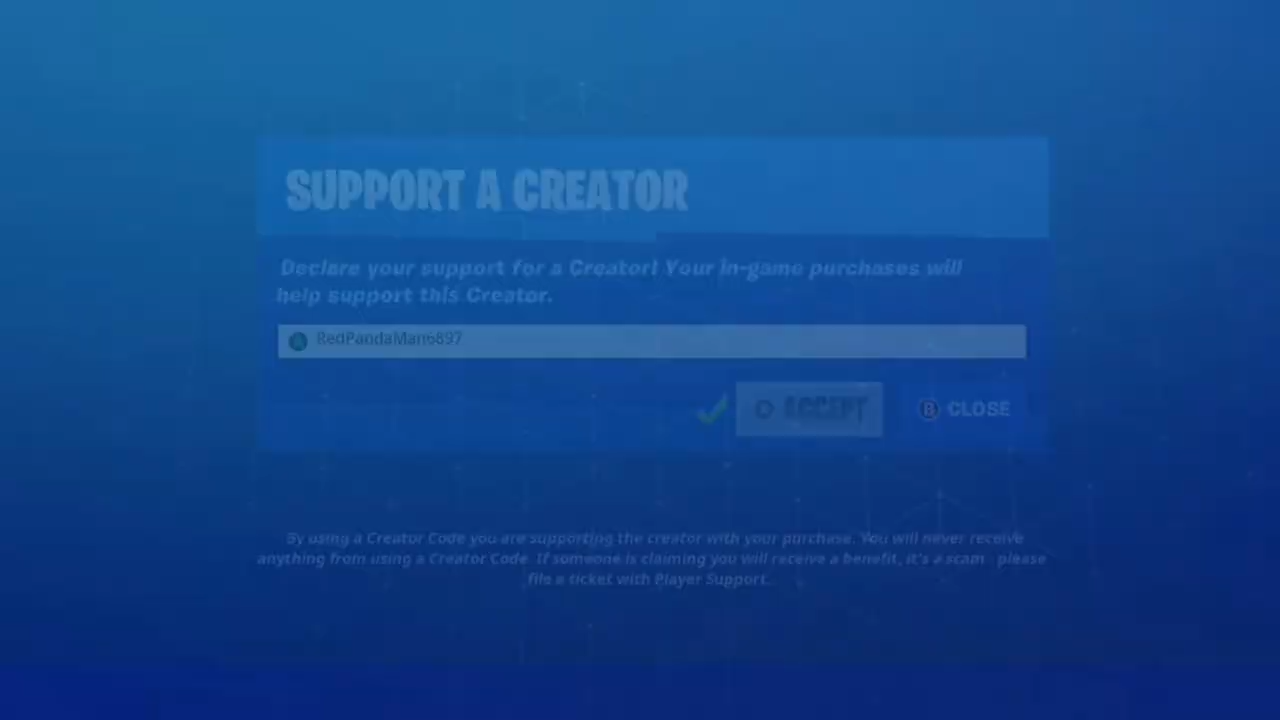 SUPPORT A CREATOR
Declare your support for a Creator! Your in-game purchases will
help support this Creator.
A RedPandaMan6897
ACCEPT
B CLOSE
By using a Creator Code you are supporting the creator with your purchase. You will never receive
anything from using a Creator Code. If someone is claiming you will receive a benefit, it's a scam - please
file a ticket with Player Support.